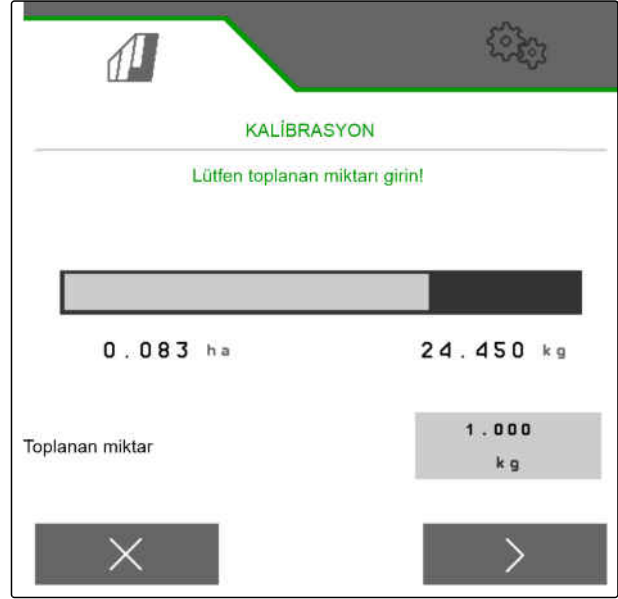 KALİBRASYON
Lütfen toplanan miktarı girin!
0.083 ha 24.450 kg
Toplanan miktar
1.000
kg